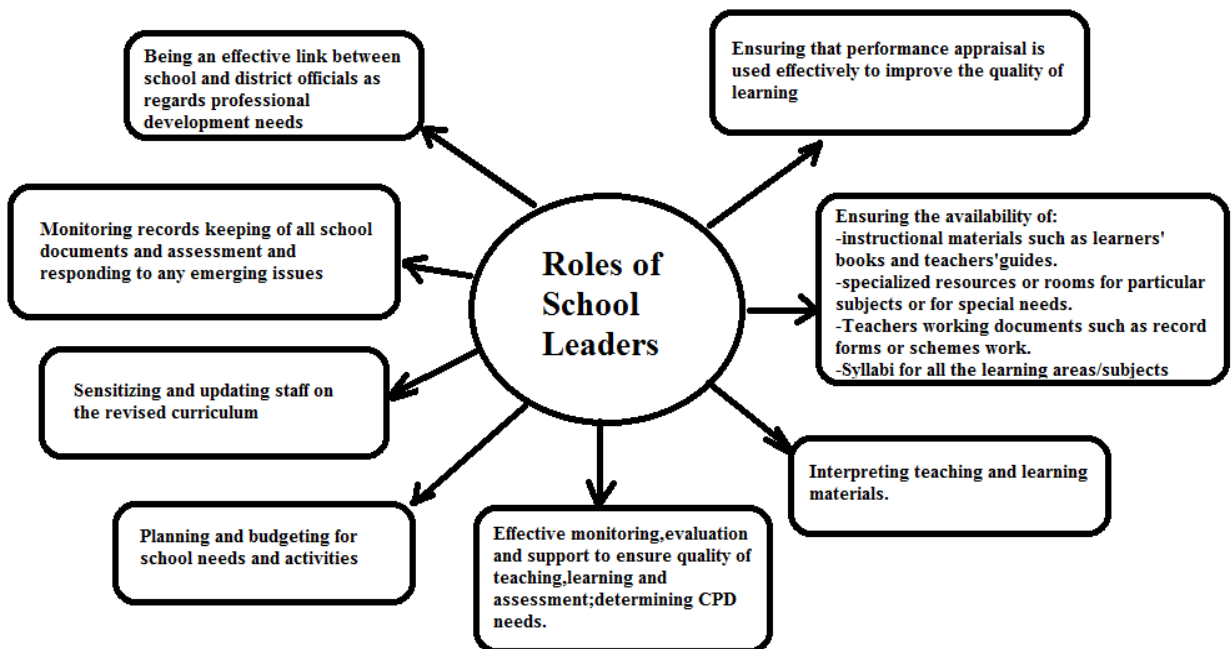 Being an effective link between
school and district officials as
regards professional
development needs
Ensuring that performance appraisal is
used effectively to improve the quality of
learning
Monitoring records keeping of all school
documents and assessment and
responding to any emerging issues
Roles of
School
Leaders
Ensuring the availability of:
-instructional materials such as learners'
books and teachers'guides.
-specialized resources or rooms for particular
subjects or for special needs.
-Teachers working documents such as record
forms or schemes work.
-Syllabi for all the learning areas/subjects
Sensitizing and updating staff on
the revised curriculum
Interpreting teaching and learning
materials.
Planning and budgeting for
school needs and activities
Effective monitoring,evaluation
and support to ensure quality of
teaching,learning and
assessment;determining CPD
needs.